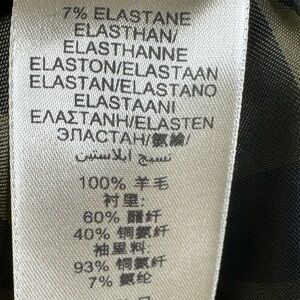 7% ELASTANE
ELASTHAN/
ELASTHANNE
ELASTON/ELASTAAN
ELASTAN/ELASTANO
ELASTAANI
ΕΛΑΣΤΑΝΗ/ELASTEN
ЭЛАСТАН/氨綸/
نسيج ايلاستين
100% 羊毛
衬里:
60% 醋纤
40% 铜氨纤
袖里料:
93% 铜氨纤
7% 氨纶